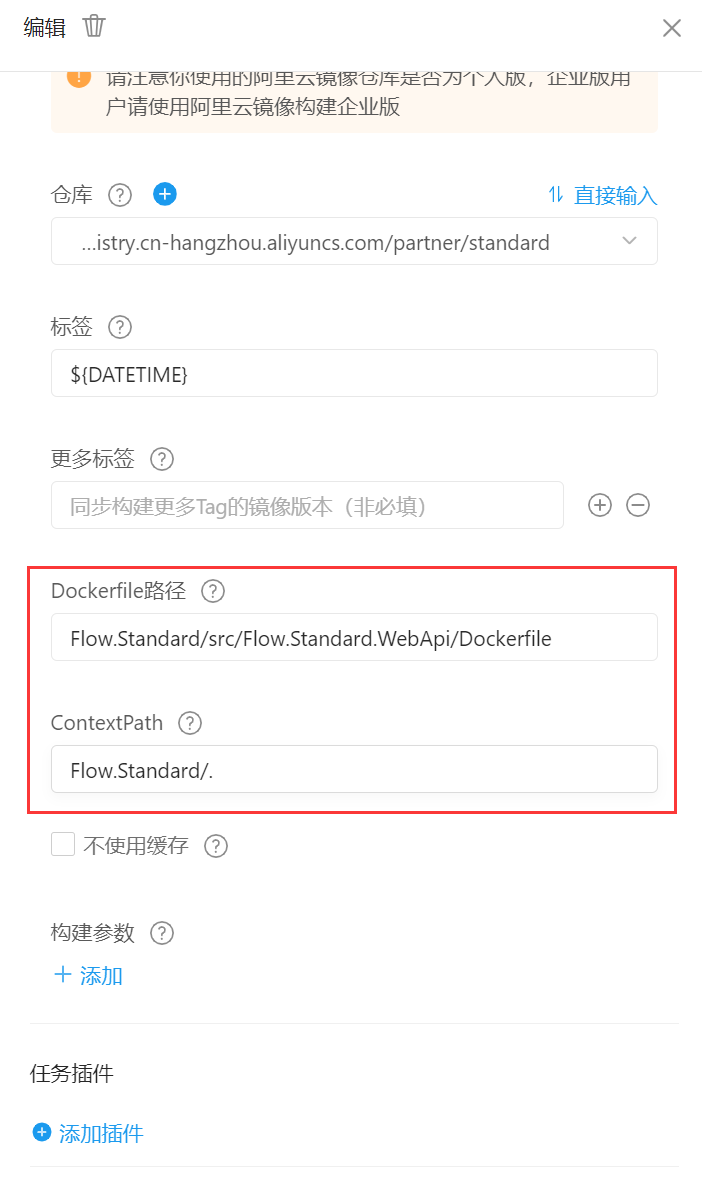 编辑
请注意你使用的阿里云镜像仓库是否为个人版，企业版用
户请使用阿里云镜像构建企业版
仓库
直接输入
...istry.cn-hangzhou.aliyuncs.com/partner/standard
标签
${DATETIME}
更多标签
同步构建更多Tag的镜像版本（非必填）
Dockerfile路径
Flow.Standard/src/Flow.Standard.WebApi/Dockerfile
ContextPath
Flow.Standard/.
不使用缓存
构建参数
添加
任务插件
添加插件